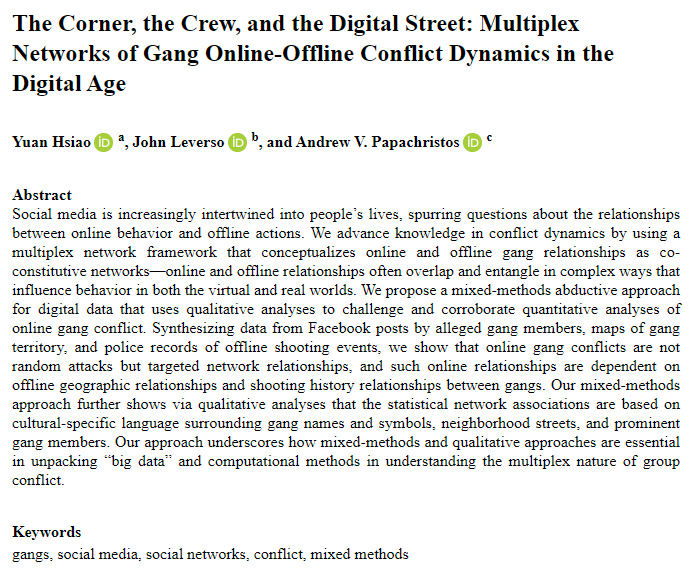 The Corner, the Crew, and the Digital Street: Multiplex
Networks of Gang Online-Offline Conflict Dynamics in the
Digital Age
Yuan Hsiao iD a, John Leverso iD b, and Andrew V. Papachristos iD c
Abstract
Social media is increasingly intertwined into people's lives, spurring questions about the relationships
between online behavior and offline actions. We advance knowledge in conflict dynamics by using a
multiplex network framework that conceptualizes online and offline gang relationships as co-
constitutive networks—online and offline relationships often overlap and entangle in complex ways that
influence behavior in both the virtual and real worlds. We propose a mixed-methods abductive approach
for digital data that uses qualitative analyses to challenge and corroborate quantitative analyses of
online gang conflict. Synthesizing data from Facebook posts by alleged gang members, maps of gang
territory, and police records of offline shooting events, we show that online gang conflicts are not
random attacks but targeted network relationships, and such online relationships are dependent on
offline geographic relationships and shooting history relationships between gangs. Our mixed-methods
approach further shows via qualitative analyses that the statistical network associations are based on
cultural-specific language surrounding gang names and symbols, neighborhood streets, and prominent
gang members. Our approach underscores how mixed-methods and qualitative approaches are essential
in unpacking "big data" and computational methods in understanding the multiplex nature of group
conflict.
Keywords
gangs, social media, social networks, conflict, mixed methods